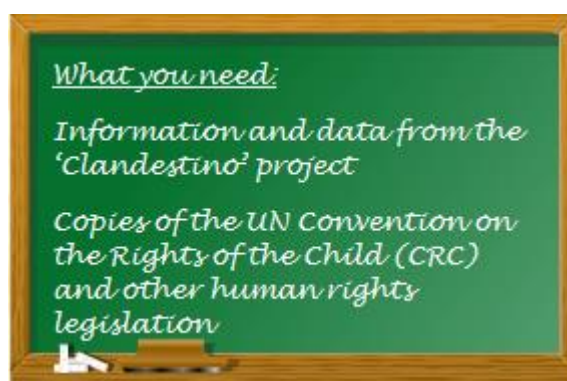 What you need:
Information and data from the
‘Clandestino’ project
Copies of the UN Convention on
the Rights of the Child (CRC)
and other human rights
legislation